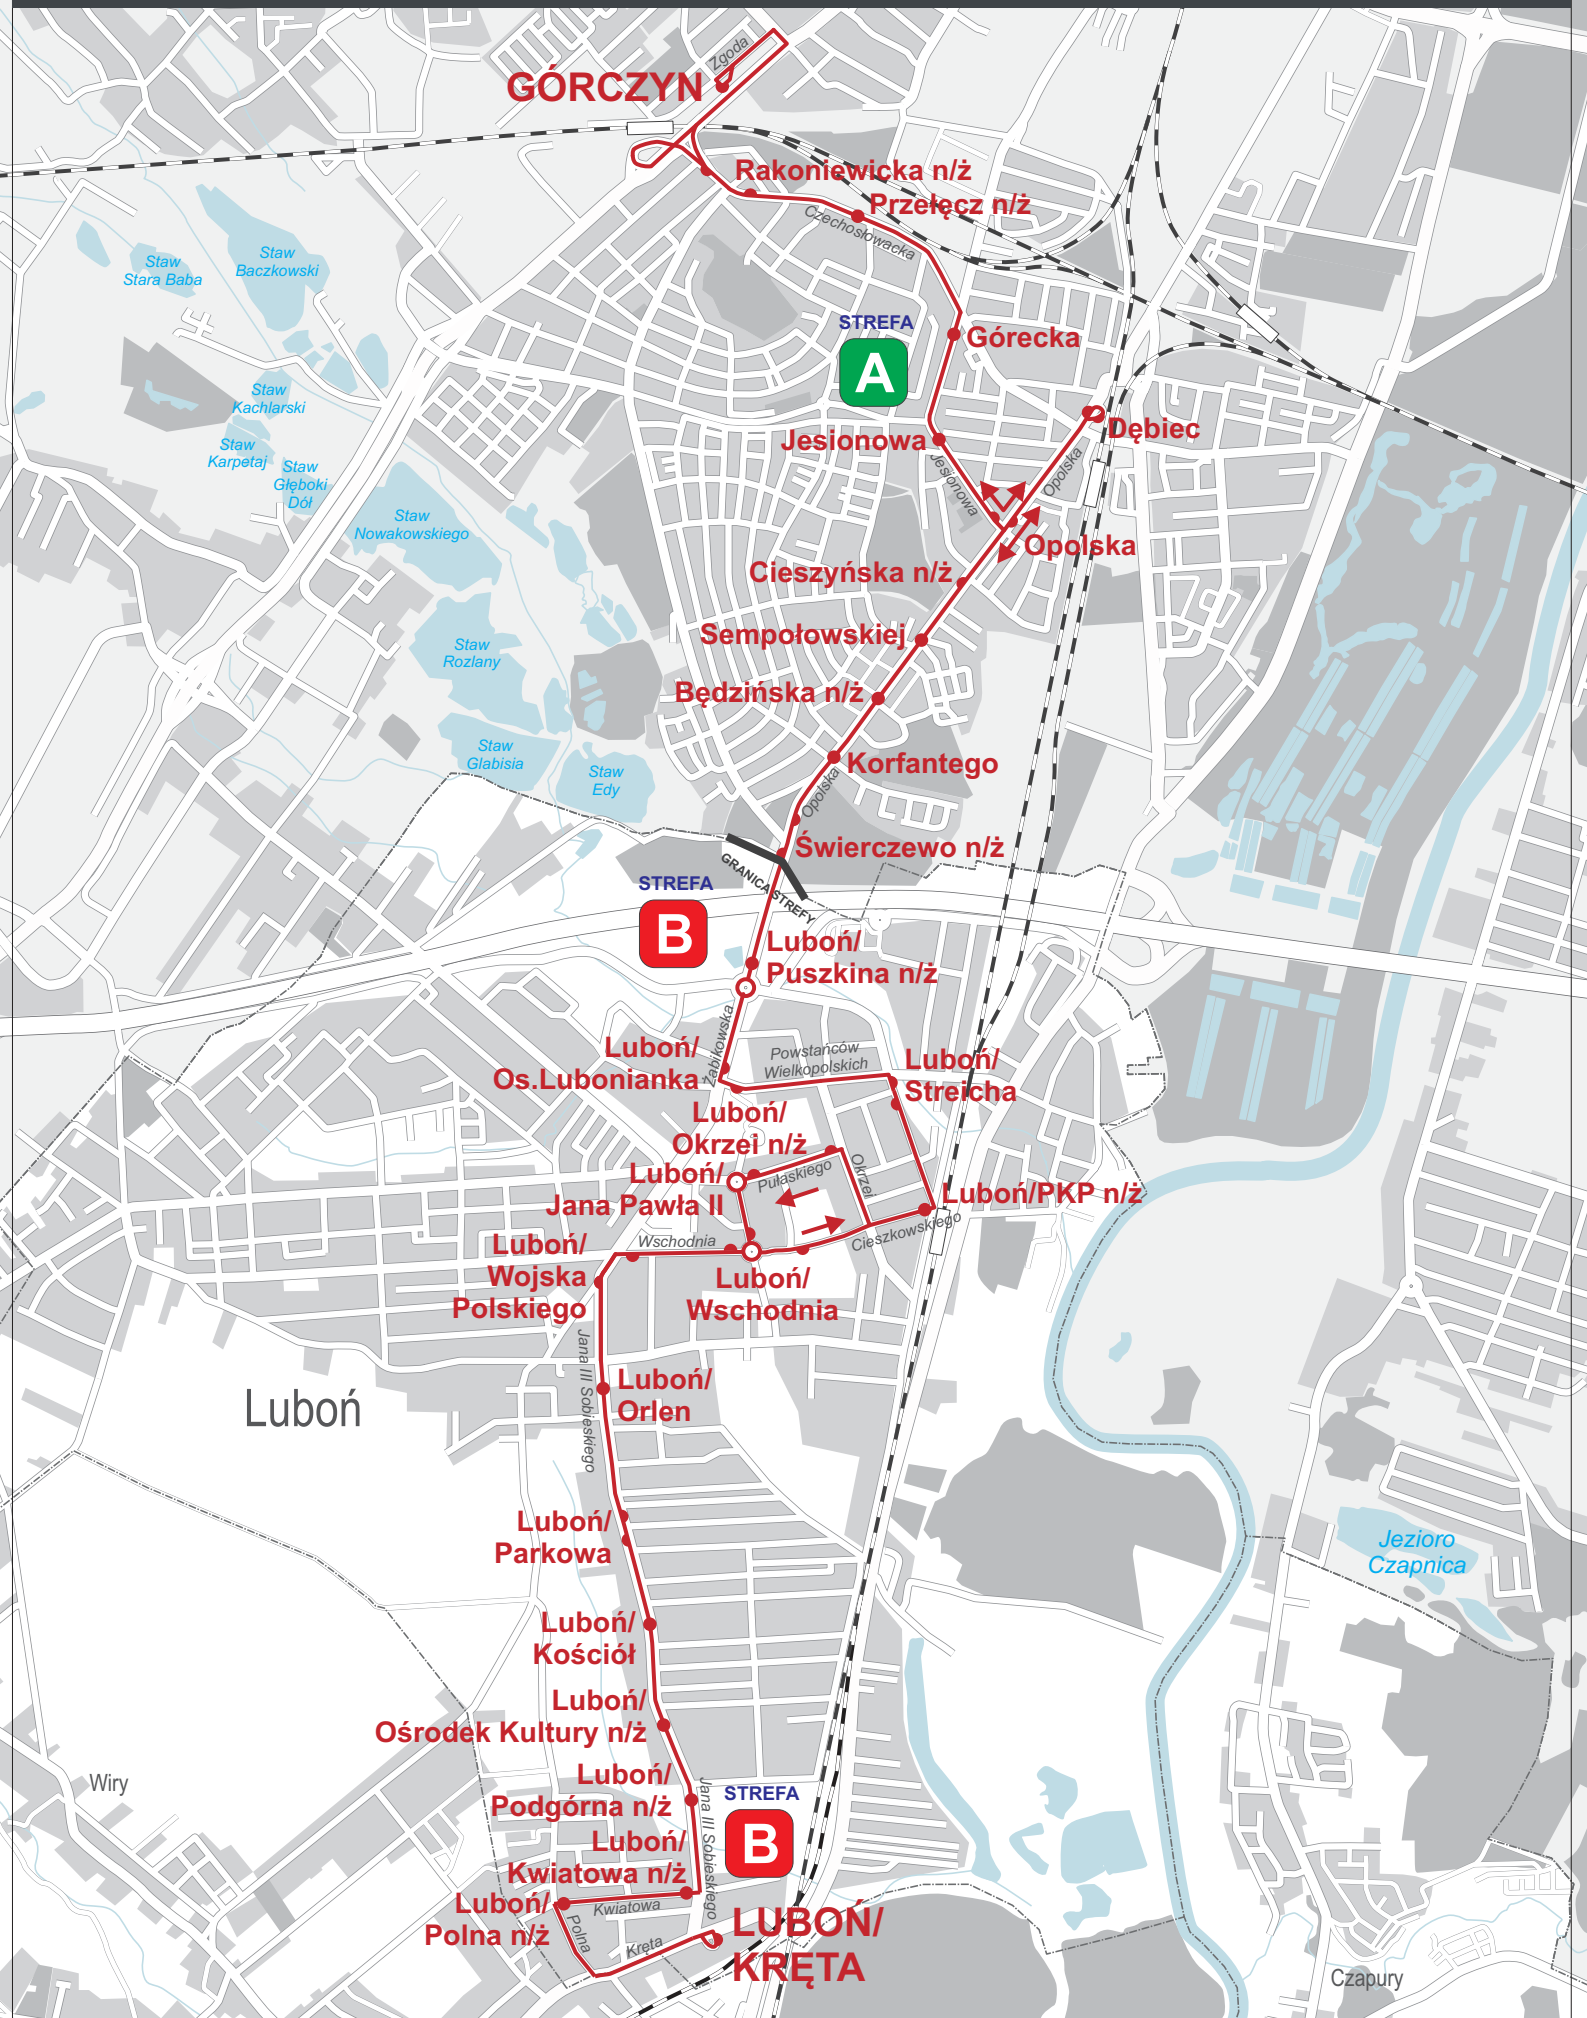 Zgoda
GÓRCZYN
Rakoniewicka n/ż
Przełęcz n/ż
Czechosłowacka
Staw
Baczkowski
Staw
Stara Baba
STREFA
A
Górecka
Staw
Kachlarski
Staw
Karpetaj
Staw
Głęboki
Dół
Jesionowa
Dębiec
Jesionowa
Opolska
Staw
Nowakowskiego
Opolska
Cieszyńska n/ż
Sempołowskiej
Staw
Rozlany
Będzińska n/ż
Staw
Glabisia
Korfantego
Staw
Edy
Opolska
Świerczewo n/ż
GRANICA STREFY
STREFA
B
Luboń/
Puszkina n/ż
Żabikowska
Luboń/
Os.Lubonianka
Powstańców
Wielkopolskich
Luboń/
Streicha
Luboń/
Okrzei n/ż
Luboń/
Jana Pawła II
Pułaskiego
Okrzei
Luboń/PKP n/ż
Cieszkowskiego
Wschodnia
Luboń/
Wojska
Polskiego
Luboń/
Wschodnia
Jana III Sobieskiego
Luboń/
Orlen
Luboń
Luboń/
Parkowa
Jezioro
Czapnica
Luboń/
Kościół
Luboń/
Ośrodek Kultury n/ż
Wiry
Luboń/
Podgórna n/ż
Jana III Sobieskiego
STREFA
B
Luboń/
Kwiatowa n/ż
Luboń/
Polna n/ż
Kwiatowa
Polna
Kręta
LUBOŃ/
KRĘTA
Czapury